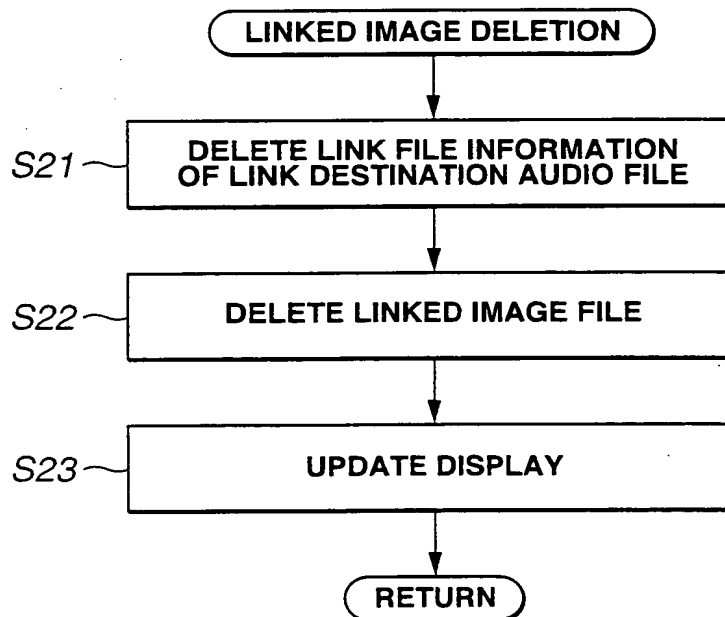 LINKED IMAGE DELETION
S21
DELETE LINK FILE INFORMATION
OF LINK DESTINATION AUDIO FILE
S22
DELETE LINKED IMAGE FILE
S23
UPDATE DISPLAY
RETURN